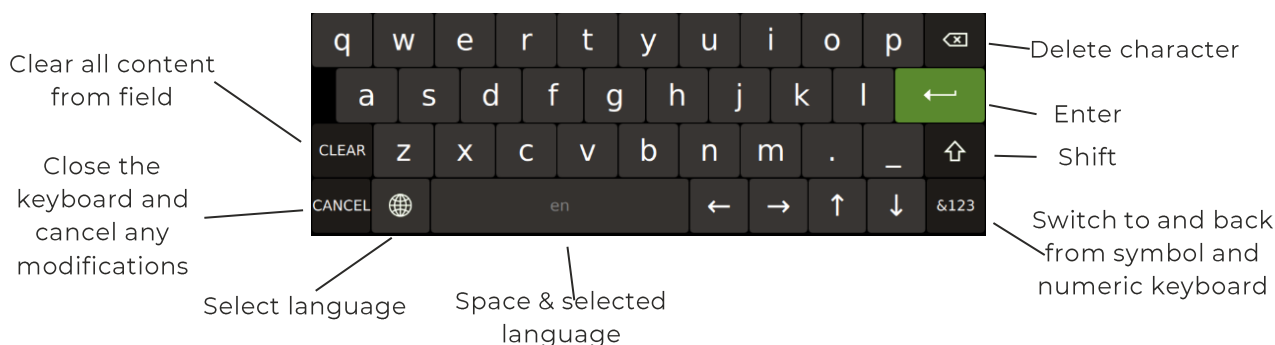 q w e r t y u i o p
Delete character
Clear all content
from field
a s d f g h j k l
Enter
CLEAR z x c v b n m . _
Shift
Close the
keyboard and
cancel any
modifications
CANCEL en ← → ↑ ↓ &123
Switch to and back
from symbol and
numeric keyboard
Select language
Space & selected
language